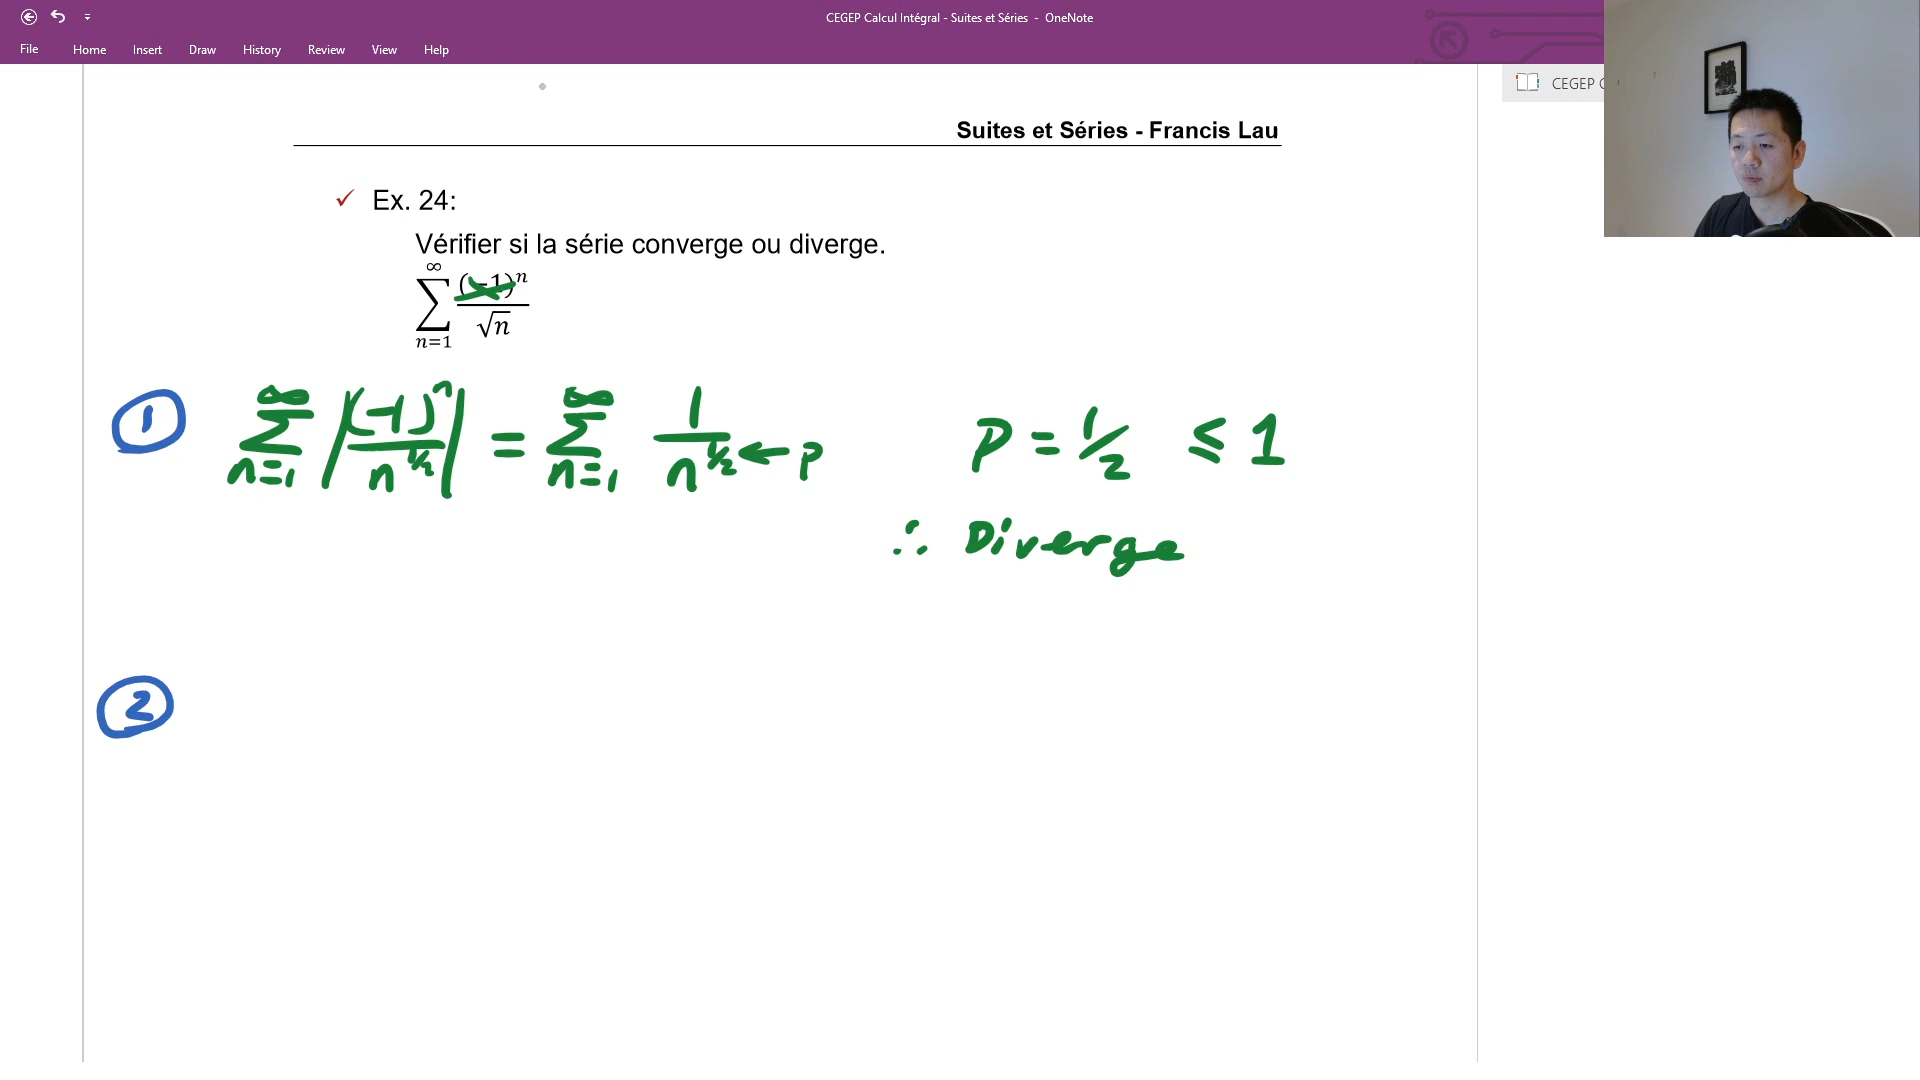 CEGEP Calcul Intégral - Suites et Séries - OneNote
File Home Insert Draw History Review View Help
CEGEP
Suites et Séries - Francis Lau
✓ Ex. 24:
Vérifier si la série converge ou diverge.
∑_{n=1}^{∞} (-1)^n / √n
① ∑_{n=1}^{∞} |(-1)^n / n^{1/2}| = ∑_{n=1}^{∞} 1 / n^{1/2} ← p P = 1/2 ≤ 1
∴ Diverge
②